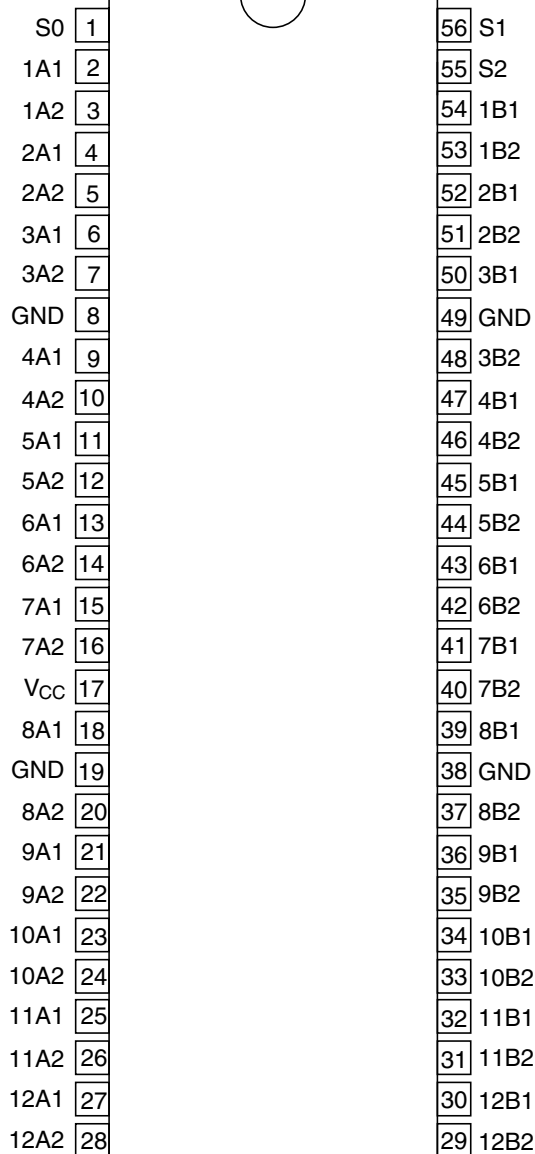 S0 1 56 S1
1A1 2 55 S2
1A2 3 54 1B1
2A1 4 53 1B2
2A2 5 52 2B1
3A1 6 51 2B2
3A2 7 50 3B1
GND 8 49 GND
4A1 9 48 3B2
4A2 10 47 4B1
5A1 11 46 4B2
5A2 12 45 5B1
6A1 13 44 5B2
6A2 14 43 6B1
7A1 15 42 6B2
7A2 16 41 7B1
VCC 17 40 7B2
8A1 18 39 8B1
GND 19 38 GND
8A2 20 37 8B2
9A1 21 36 9B1
9A2 22 35 9B2
10A1 23 34 10B1
10A2 24 33 10B2
11A1 25 32 11B1
11A2 26 31 11B2
12A1 27 30 12B1
12A2 28 29 12B2